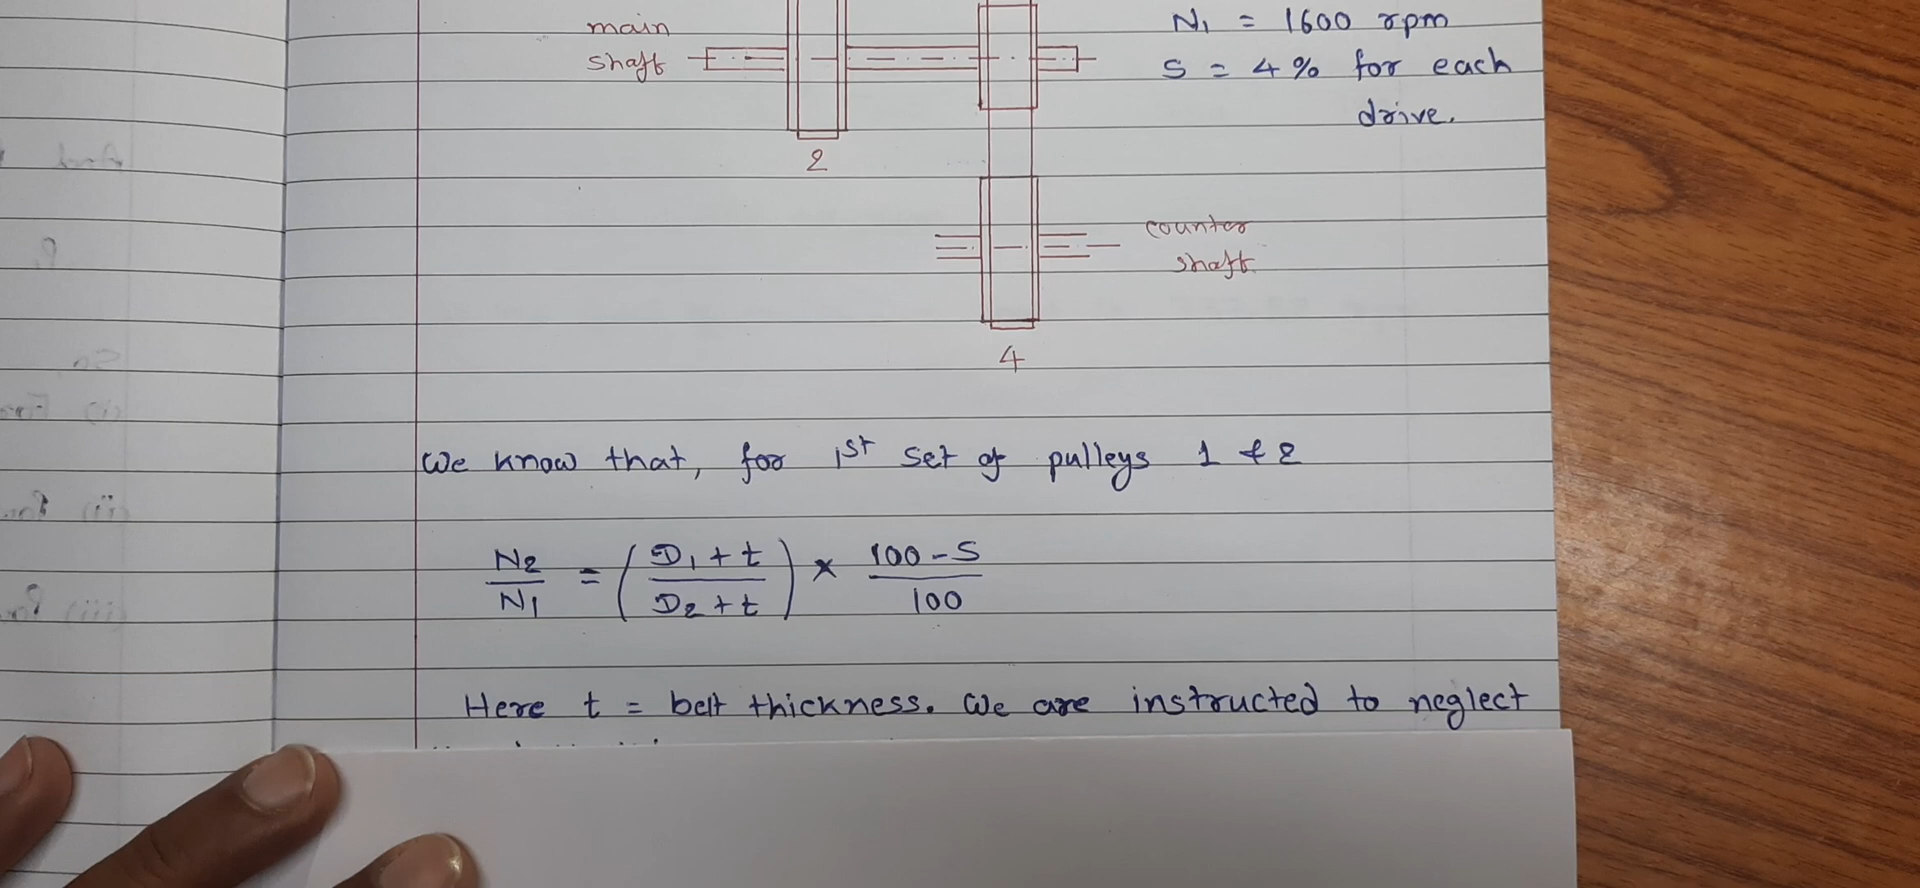 main
shaft
N₁ = 1600 rpm
S = 4% for each
drive.
2
counter
shaft
4
We know that, for 1st set of pulleys 1 & 2
N₂/N₁ = (D₁ + t / D₂ + t) × 100 - S / 100
Here t = belt thickness. We are instructed to neglect